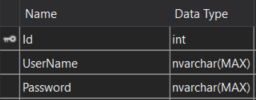 Name Data Type
Id int
UserName nvarchar(MAX)
Password nvarchar(MAX)